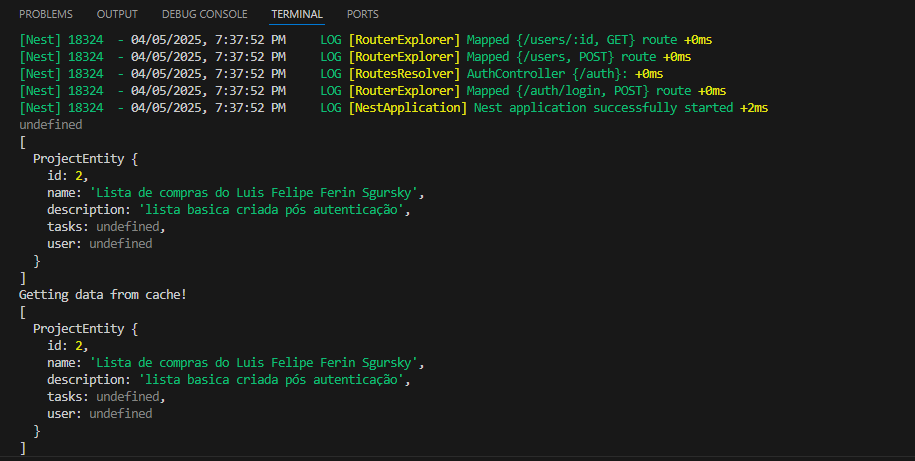 PROBLEMS OUTPUT DEBUG CONSOLE TERMINAL PORTS
[Nest] 18324  - 04/05/2025, 7:37:52 PM     LOG [RouterExplorer] Mapped {/users/:id, GET} route +0ms
[Nest] 18324  - 04/05/2025, 7:37:52 PM     LOG [RouterExplorer] Mapped {/users, POST} route +0ms
[Nest] 18324  - 04/05/2025, 7:37:52 PM     LOG [RoutesResolver] AuthController {/auth}: +0ms
[Nest] 18324  - 04/05/2025, 7:37:52 PM     LOG [RouterExplorer] Mapped {/auth/login, POST} route +0ms
[Nest] 18324  - 04/05/2025, 7:37:52 PM     LOG [NestApplication] Nest application successfully started +2ms
undefined
[
  ProjectEntity {
    id: 2,
    name: 'Lista de compras do Luis Felipe Ferin Sgursky',
    description: 'lista basica criada pós autenticação',
    tasks: undefined,
    user: undefined
  }
]
Getting data from cache!
[
  ProjectEntity {
    id: 2,
    name: 'Lista de compras do Luis Felipe Ferin Sgursky',
    description: 'lista basica criada pós autenticação',
    tasks: undefined,
    user: undefined
  }
]